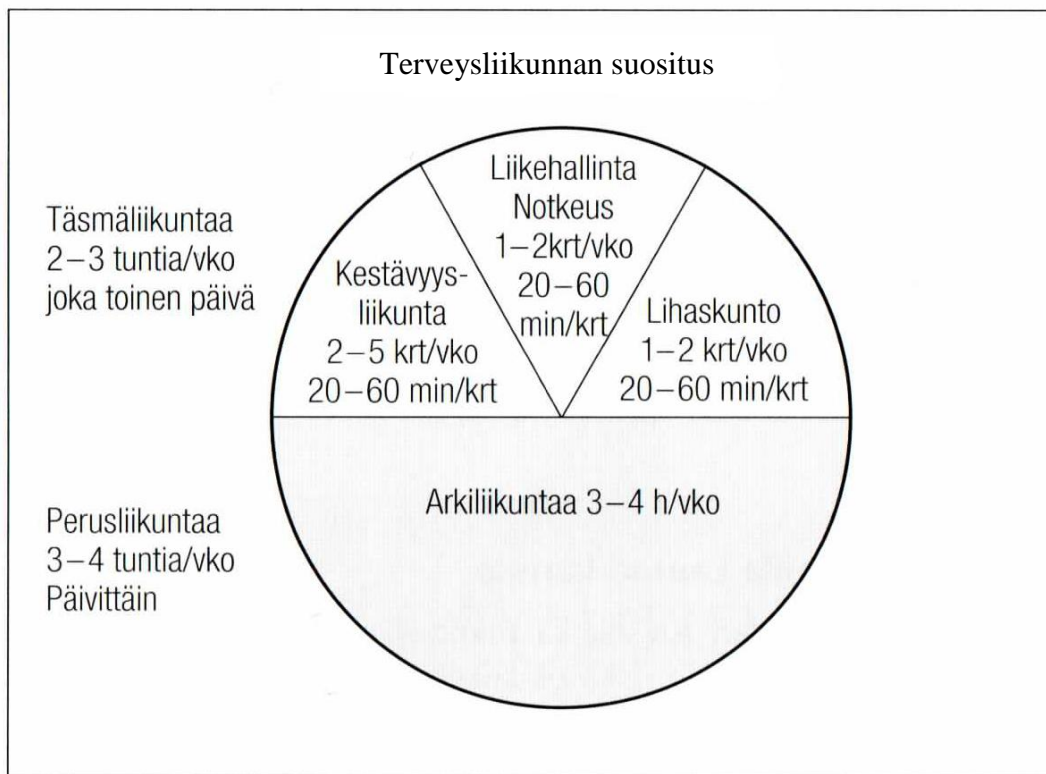 Terveysliikunnan suositus
Täsmäliikuntaa
2–3 tuntia/vko
joka toinen päivä
Kestävyys-
liikunta
2–5 krt/vko
20–60 min/krt
Liikehallinta
Notkeus
1–2krt/vko
20–60
min/krt
Lihaskunto
1–2 krt/vko
20–60 min/krt
Perusliikuntaa
3–4 tuntia/vko
Päivittäin
Arkiliikuntaa 3–4 h/vko